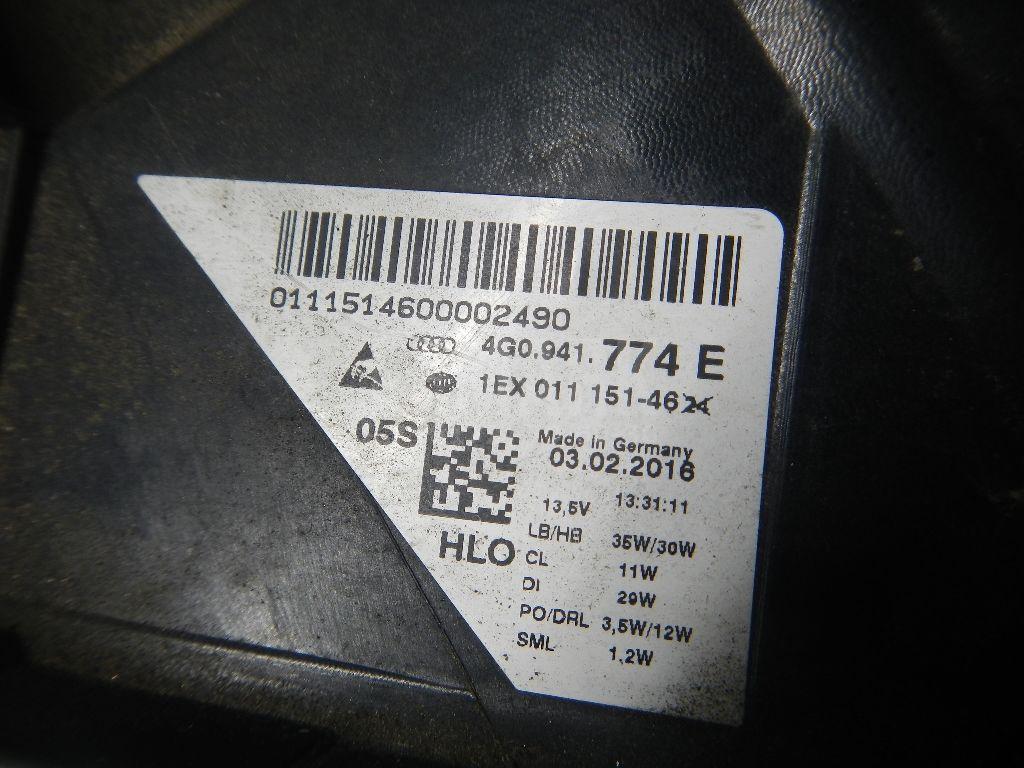 0111514600002490
4G0.941.774 E
1EX 011 151-46
05S
Made in Germany
03.02.2016
13,5V 13:31:11
HLO
LB/HB 35W/30W
CL 11W
DI 29W
PO/DRL 3,5W/12W
SML 1,2W